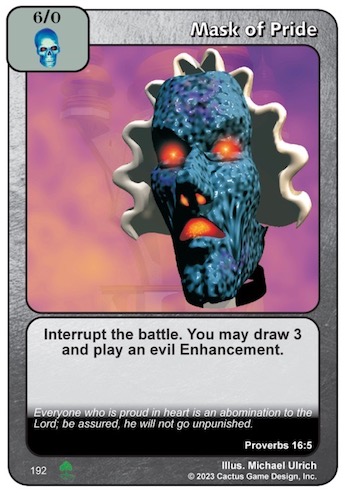 6/0
Mask of Pride
Interrupt the battle. You may draw 3
and play an evil Enhancement.
Everyone who is proud in heart is an abomination to the
Lord; be assured, he will not go unpunished.
Proverbs 16:5
192
Illus. Michael Ulrich
© 2023 Cactus Game Design, Inc.